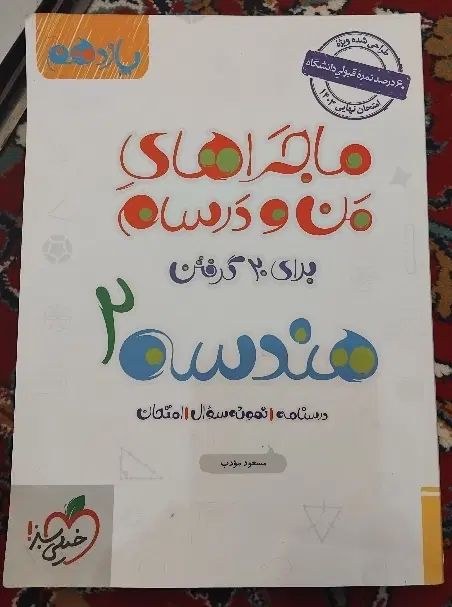 یازدهم
طراحی شده ویژهٔ
۶۰ درصد نمره قبولی دانشگاه
امتحان نهایی ۱۴۰۳
ماجراهای
من و درسام
برای ۲۰ گرفتن
هندسه ۲
درسنامه | نمونه سؤال | امتحان
مسعود مؤدب
خیلی سبز!